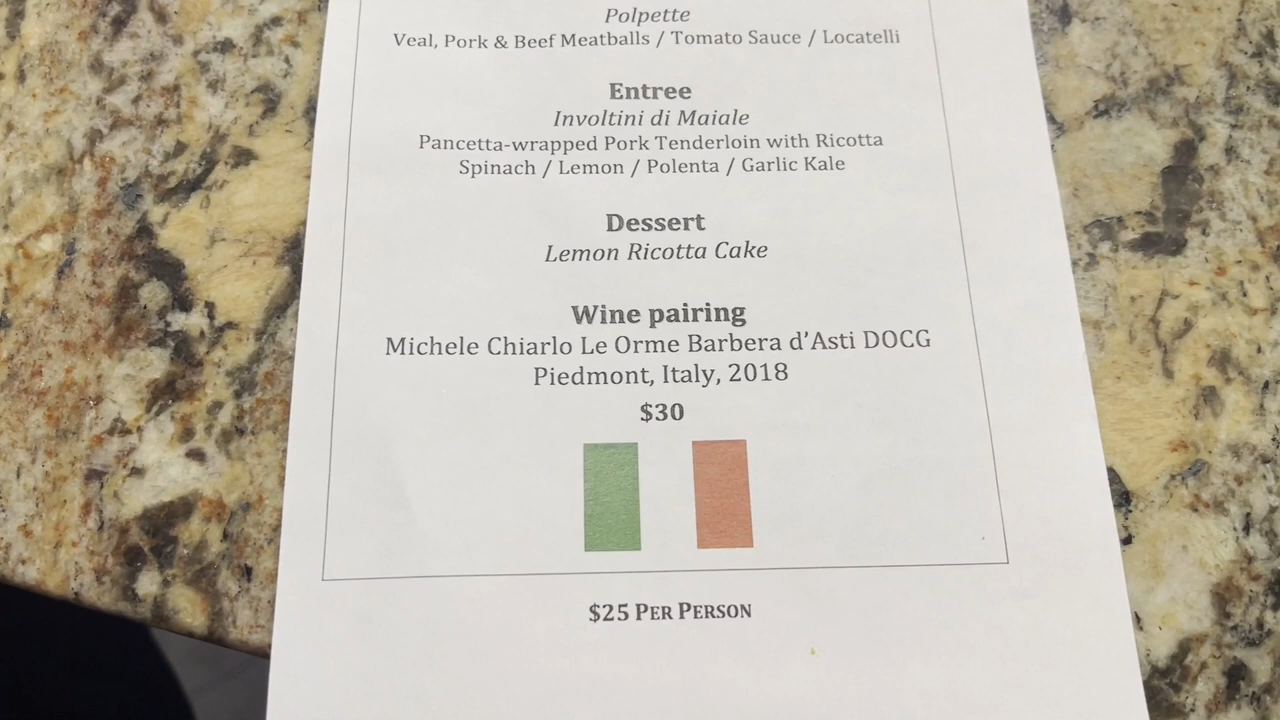 Polpette
Veal, Pork & Beef Meatballs / Tomato Sauce / Locatelli
Entree
Involtini di Maiale
Pancetta-wrapped Pork Tenderloin with Ricotta
Spinach / Lemon / Polenta / Garlic Kale
Dessert
Lemon Ricotta Cake
Wine pairing
Michele Chiarlo Le Orme Barbera d’Asti DOCG
Piedmont, Italy, 2018
$30
$25 PER PERSON